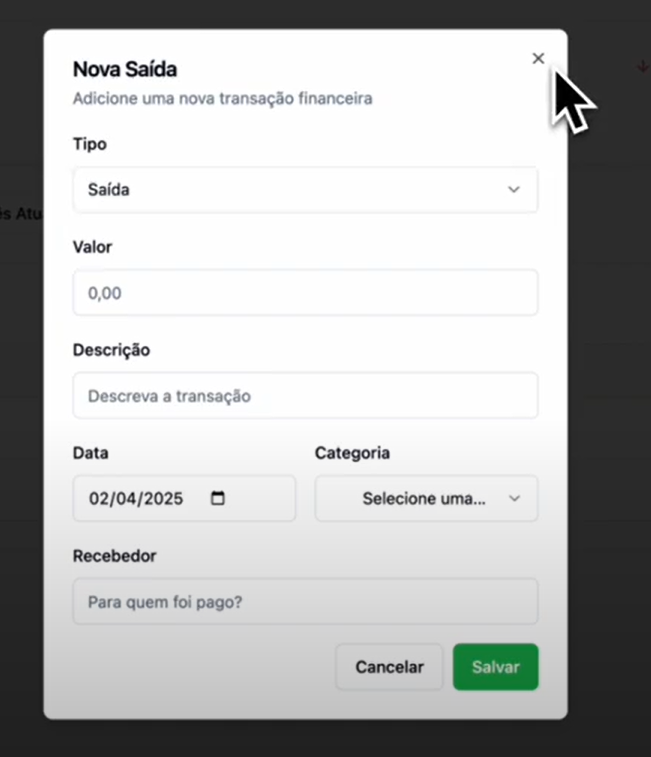 Nova Saída
Adicione uma nova transação financeira
Tipo
Saída
ês Atu
Valor
0,00
Descrição
Descreva a transação
Data
Categoria
02/04/2025
Selecione uma...
Recebedor
Para quem foi pago?
Cancelar
Salvar